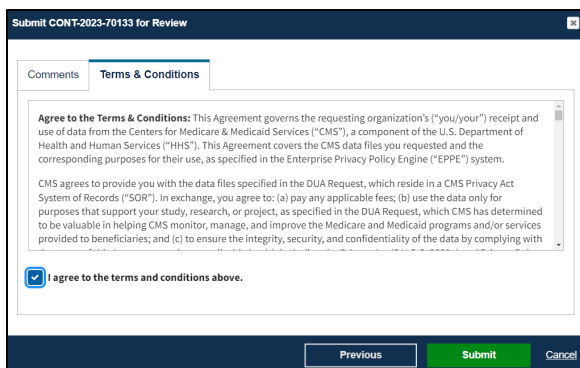 Submit CONT-2023-70133 for Review
Comments
Terms & Conditions
Agree to the Terms & Conditions: This Agreement governs the requesting organization's ("you/your") receipt and
use of data from the Centers for Medicare & Medicaid Services ("CMS"), a component of the U.S. Department of
Health and Human Services ("HHS"). This Agreement covers the CMS data files you requested and the
corresponding purposes for their use, as specified in the Enterprise Privacy Policy Engine ("EPPE") system.
CMS agrees to provide you with the data files specified in the DUA Request, which reside in a CMS Privacy Act
System of Records ("SOR"). In exchange, you agree to: (a) pay any applicable fees; (b) use the data only for
purposes that support your study, research, or project, as specified in the DUA Request, which CMS has determined
to be valuable in helping CMS monitor, manage, and improve the Medicare and Medicaid programs and/or services
provided to beneficiaries; and (c) to ensure the integrity, security, and confidentiality of the data by complying with
I agree to the terms and conditions above.
Previous
Submit
Cancel